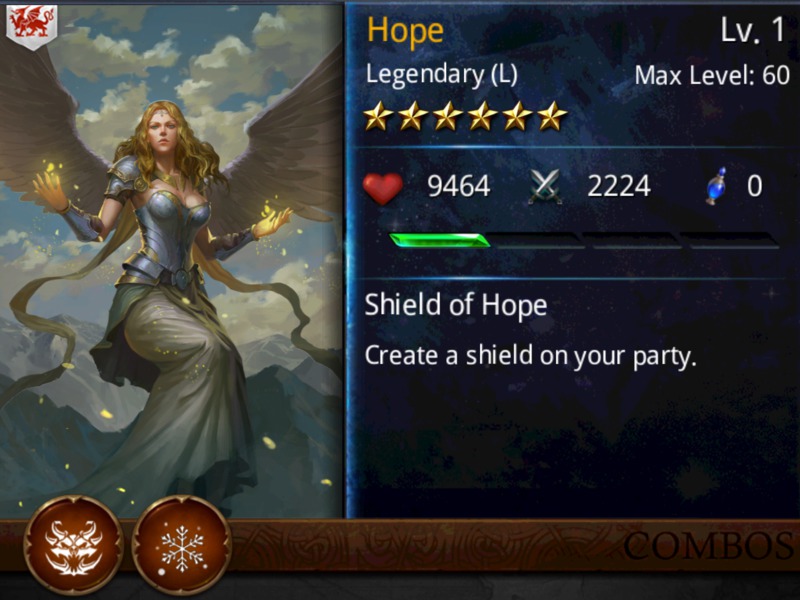 Hope Lv. 1
Legendary (L) Max Level: 60
9464 2224 0
Shield of Hope
Create a shield on your party.
COMBOS